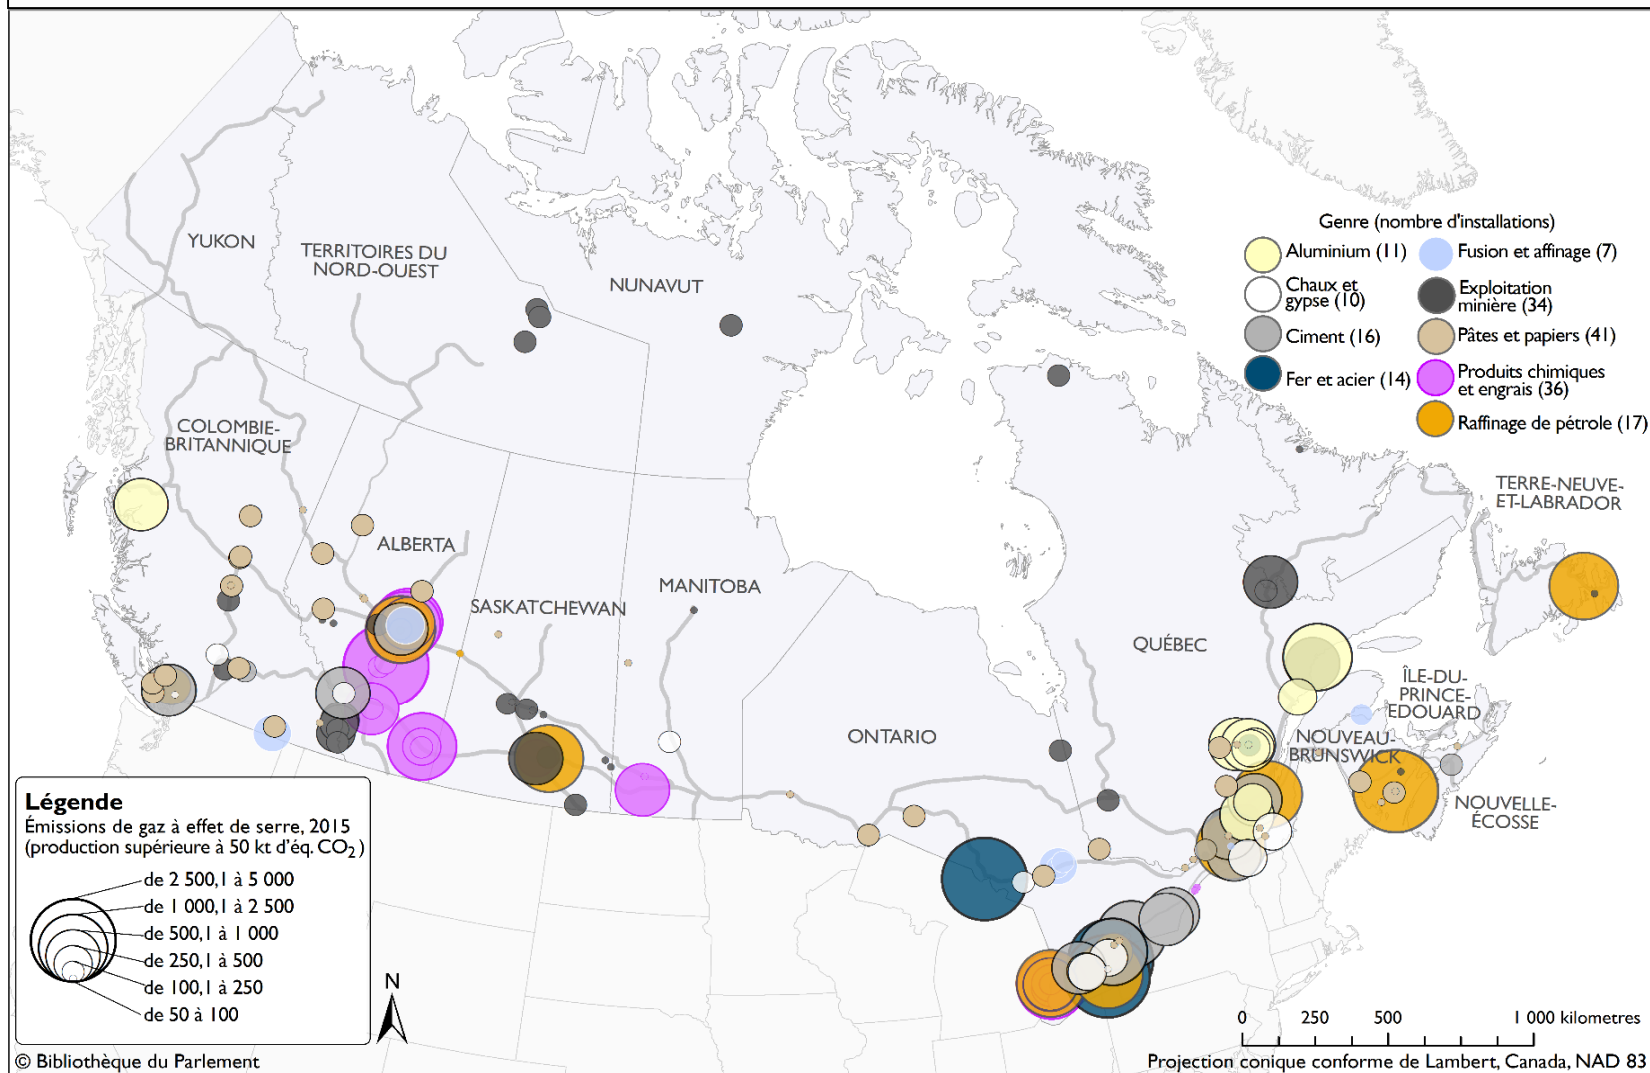 YUKON
TERRITOIRES DU
NORD-OUEST
NUNAVUT
Genre (nombre d'installations)
Aluminium (11)
Fusion et affinage (7)
Chaux et
gypse (10)
Exploitation
minière (34)
Ciment (16)
Pâtes et papiers (41)
Fer et acier (14)
Produits chimiques
et engrais (36)
Raffinage de pétrole (17)
COLOMBIE-
BRITANNIQUE
TERRE-NEUVE-
ET-LABRADOR
ALBERTA
SASKATCHEWAN
MANITOBA
QUÉBEC
ÎLE-DU-
PRINCE-
EDOUARD
ONTARIO
NOUVEAU-
BRUNSWICK
NOUVELLE-
ÉCOSSE
Légende
Émissions de gaz à effet de serre, 2015
(production supérieure à 50 kt d'éq. CO₂)
de 2 500,1 à 5 000
de 1 000,1 à 2 500
de 500,1 à 1 000
de 250,1 à 500
de 100,1 à 250
de 50 à 100
N
0 250 500 1 000 kilometres
© Bibliothèque du Parlement
Projection conique conforme de Lambert, Canada, NAD 83